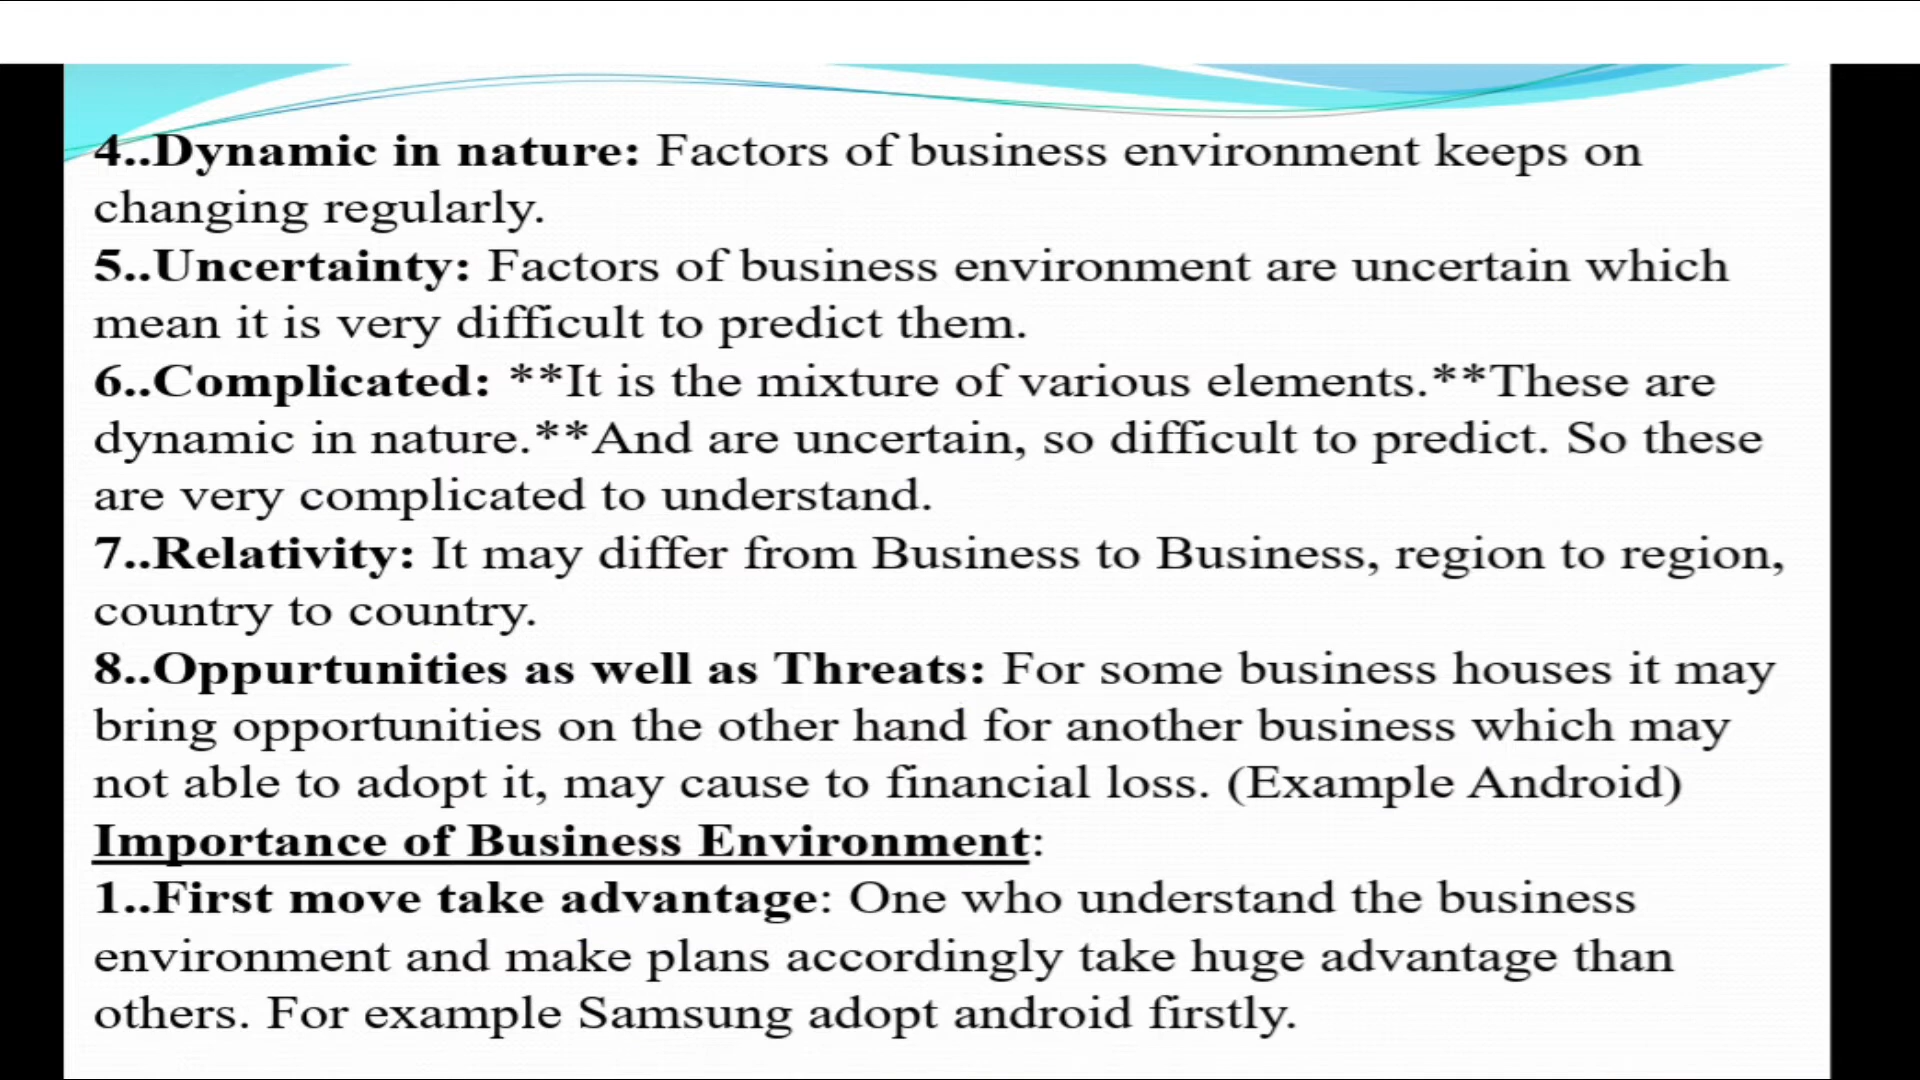 4..Dynamic in nature: Factors of business environment keeps on
changing regularly.
5..Uncertainty: Factors of business environment are uncertain which
mean it is very difficult to predict them.
6..Complicated: **It is the mixture of various elements.**These are
dynamic in nature.**And are uncertain, so difficult to predict. So these
are very complicated to understand.
7..Relativity: It may differ from Business to Business, region to region,
country to country.
8..Oppurtunities as well as Threats: For some business houses it may
bring opportunities on the other hand for another business which may
not able to adopt it, may cause to financial loss. (Example Android)
Importance of Business Environment:
1..First move take advantage: One who understand the business
environment and make plans accordingly take huge advantage than
others. For example Samsung adopt android firstly.